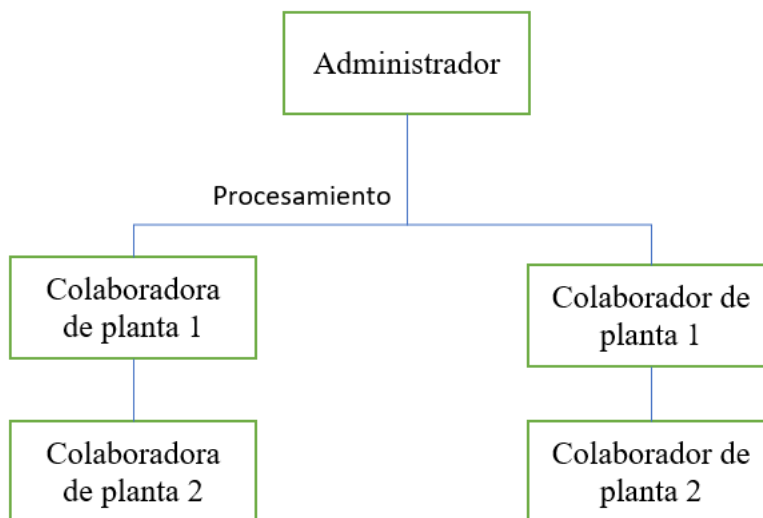 Administrador
Procesamiento
Colaboradora
de planta 1
Colaborador de
planta 1
Colaboradora
de planta 2
Colaborador de
planta 2